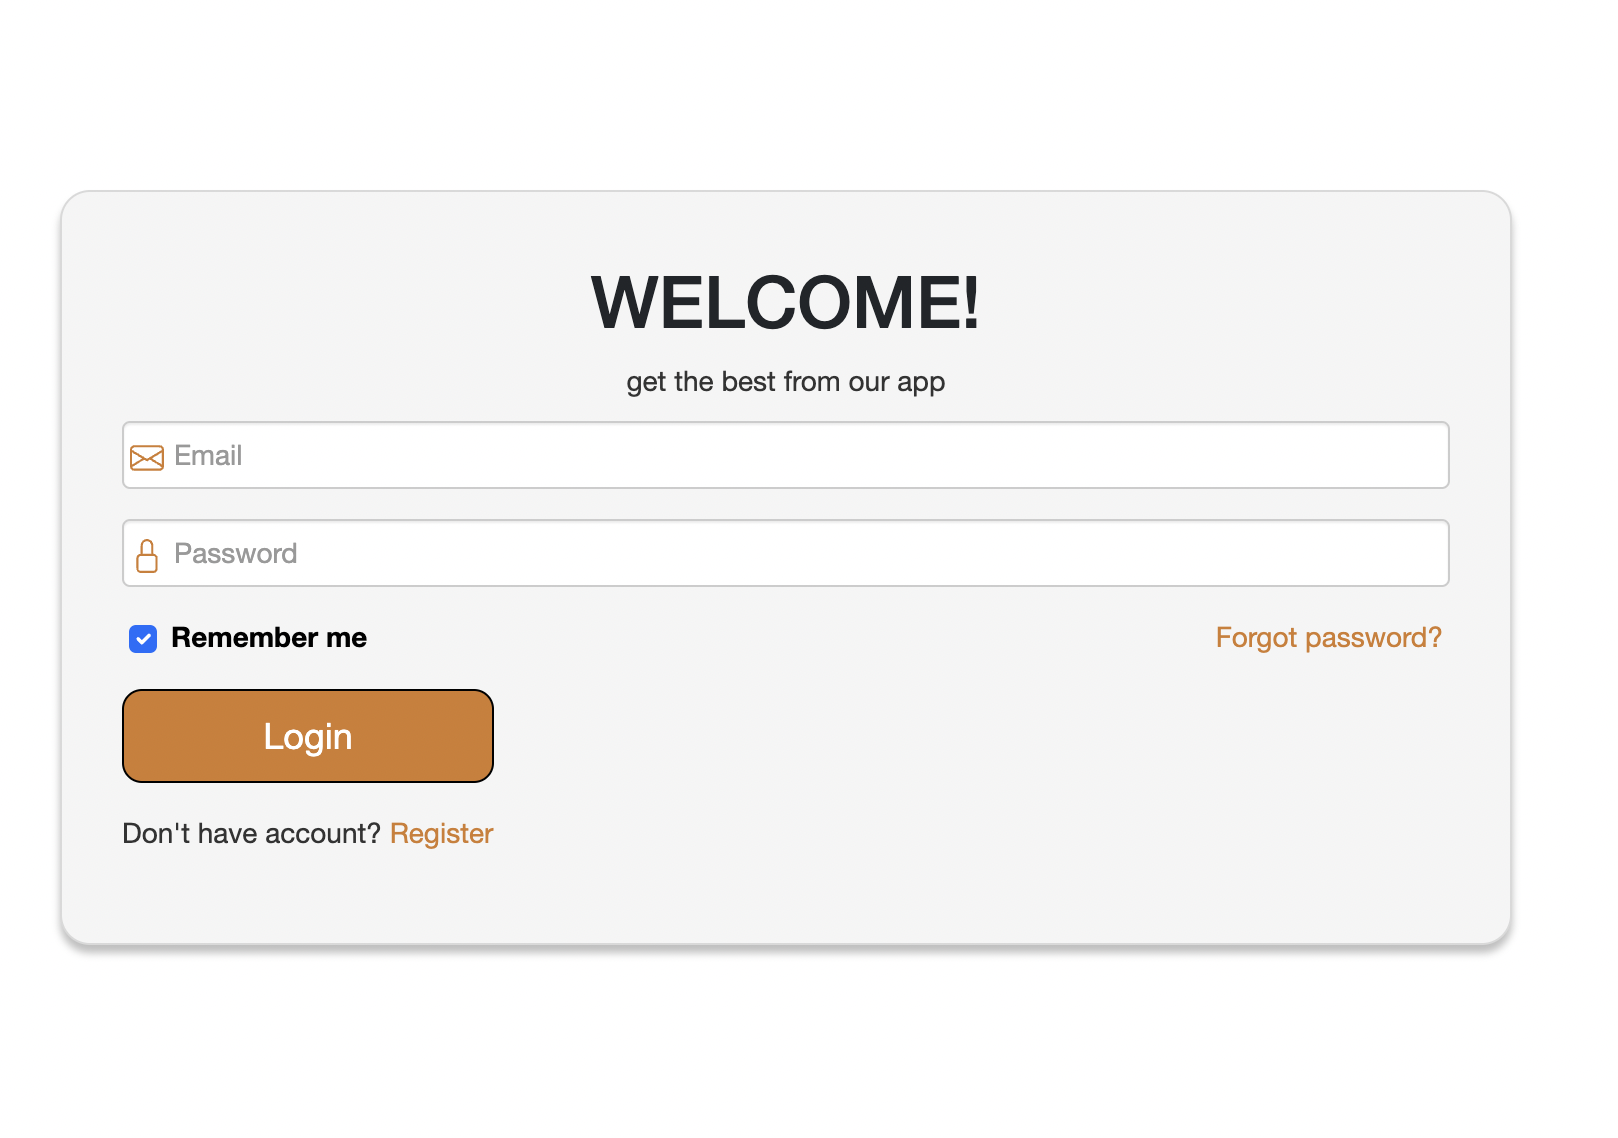 WELCOME!
get the best from our app
Email
Password
Remember me
Forgot password?
Login
Don't have account? Register